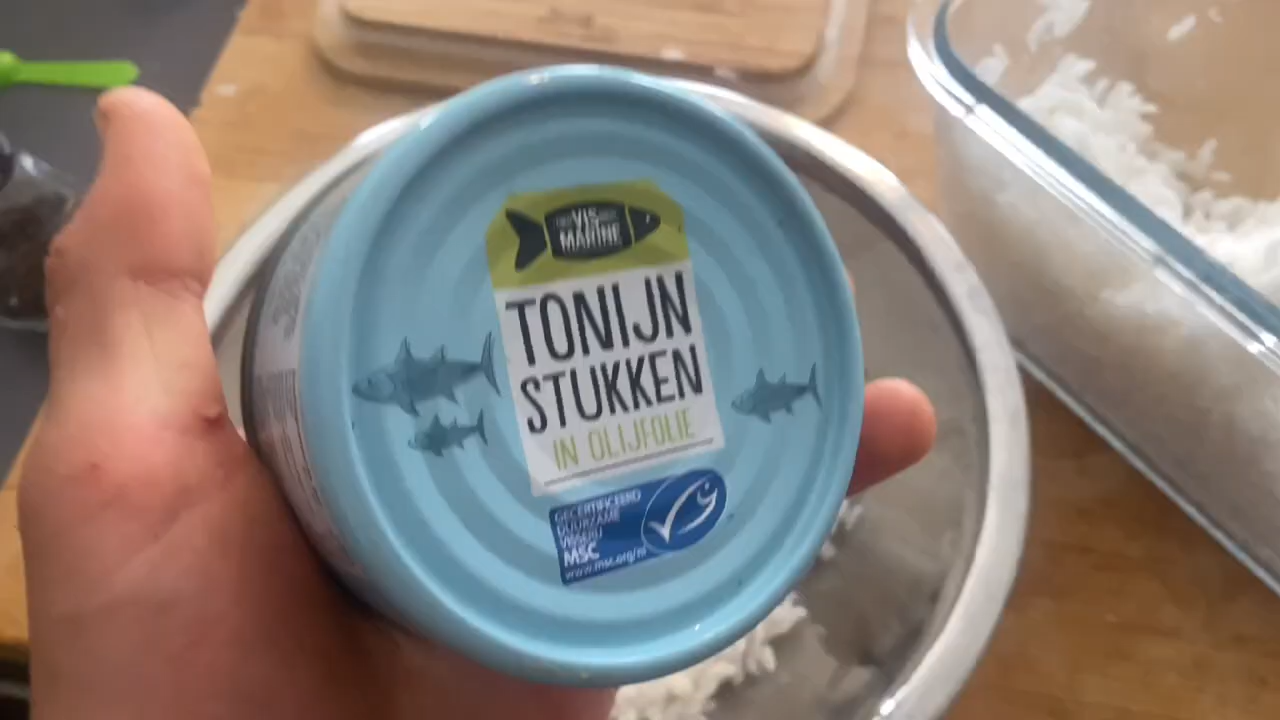 VIS
MARINE
TONIJN
STUKKEN
IN OLIJFOLIE
GECERTIFICEERD
DUURZAME
VISSERIJ
MSC
www.msc.org/nl